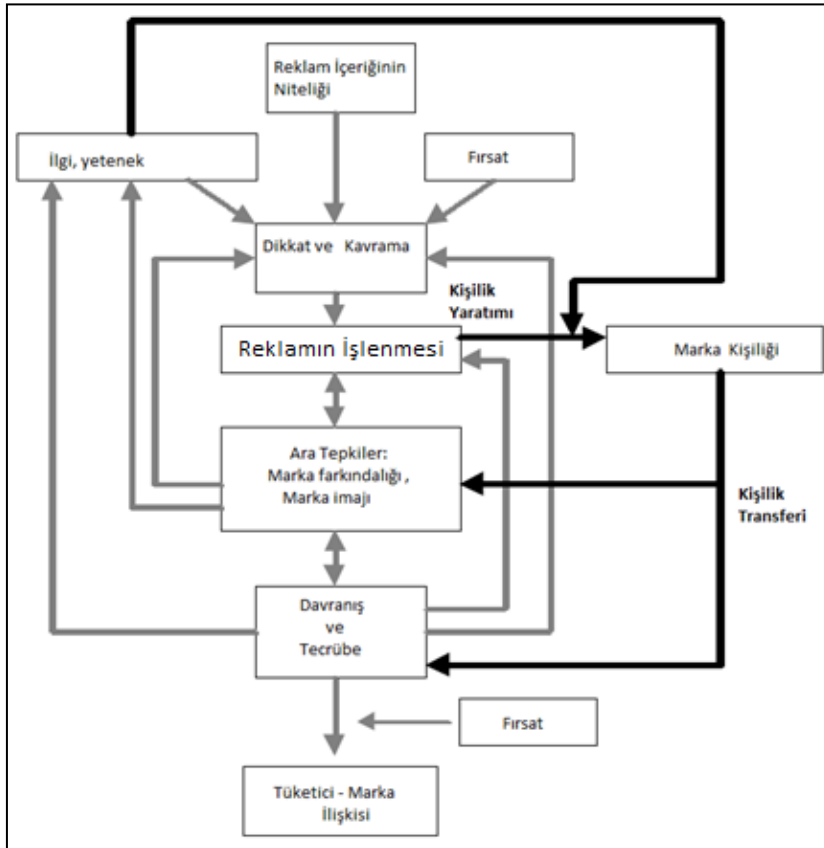 Reklam İçeriğinin
Niteliği
İlgi, yetenek
Fırsat
Dikkat ve Kavrama
Kişilik
Yaratımı
Reklamın İşlenmesi
Marka Kişiliği
Ara Tepkiler:
Marka farkındalığı ,
Marka imajı
Kişilik
Transferi
Davranış
ve
Tecrübe
Fırsat
Tüketici - Marka
İlişkisi